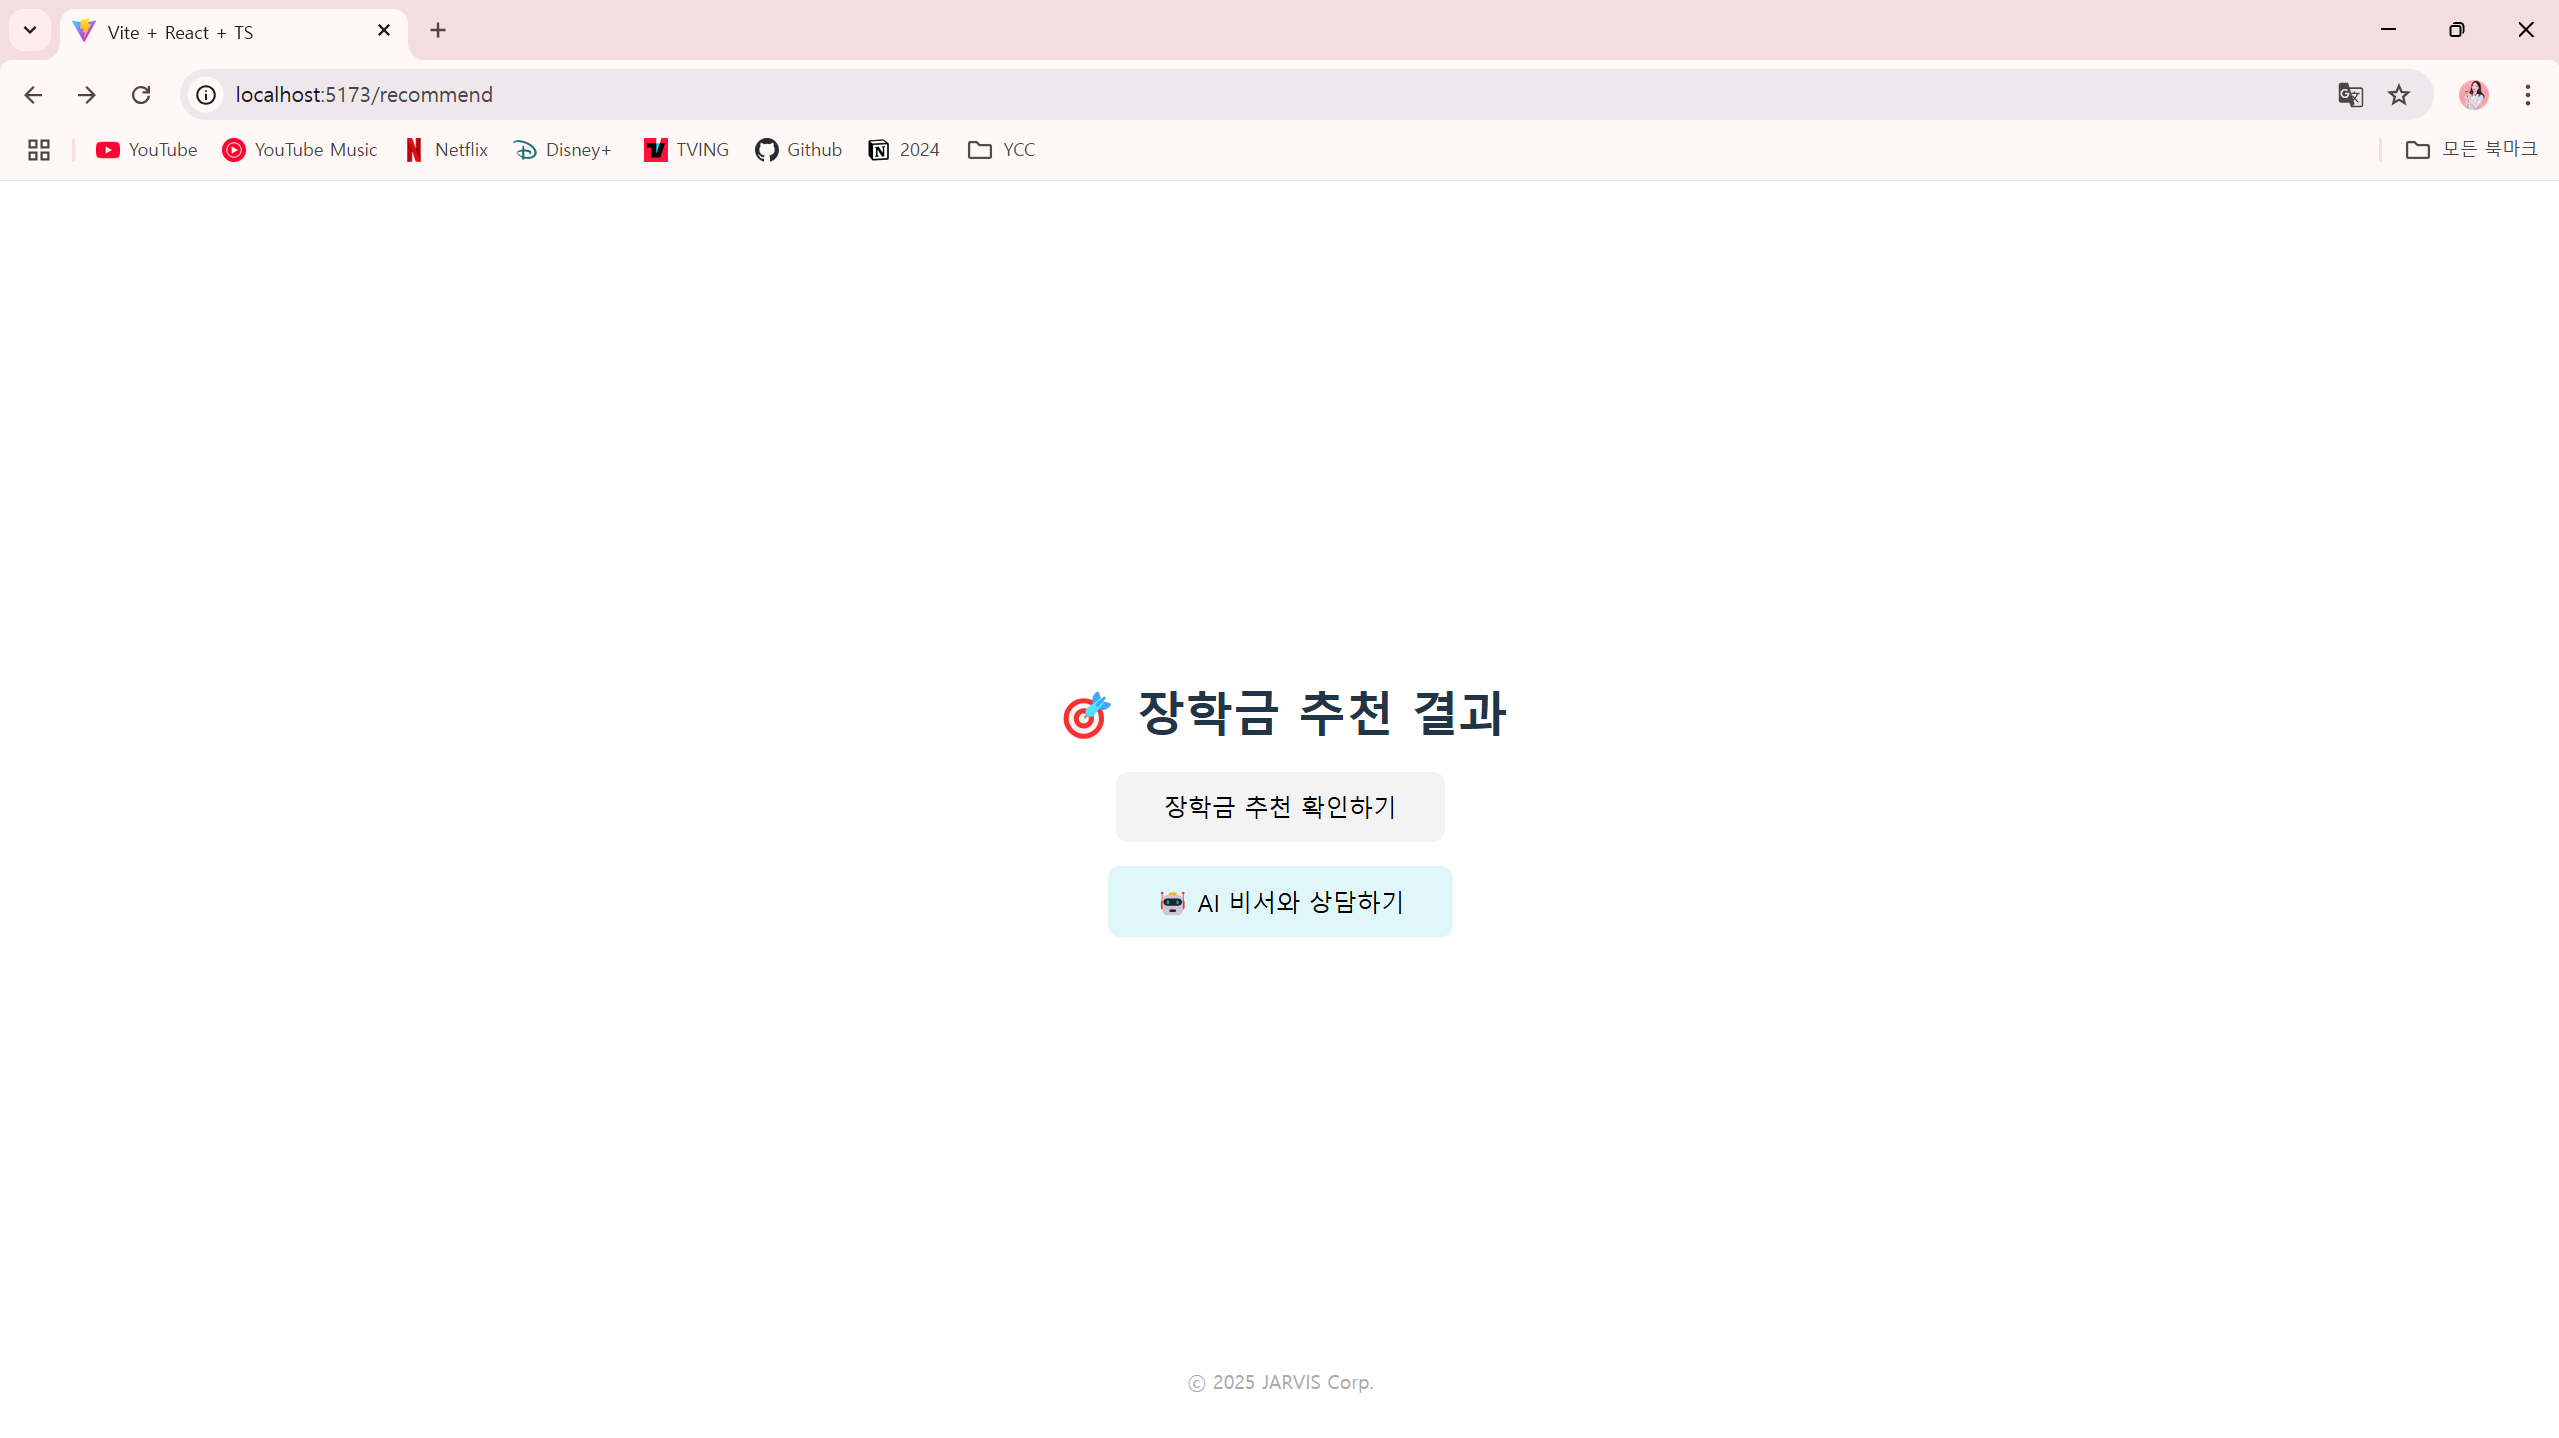 Vite + React + TS
localhost:5173/recommend
YouTube YouTube Music Netflix Disney+ TVING Github 2024 YCC 모든 북마크
장학금 추천 결과
장학금 추천 확인하기
AI 비서와 상담하기
© 2025 JARVIS Corp.